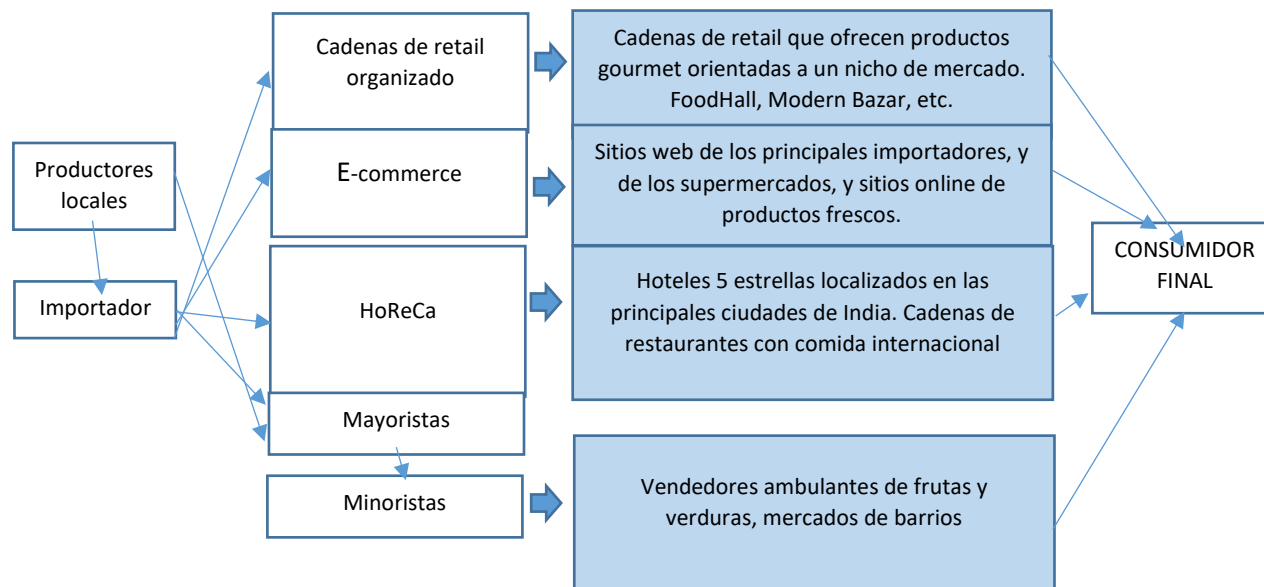 Productores
locales
Importador
Cadenas de retail
organizado
Cadenas de retail que ofrecen productos
gourmet orientadas a un nicho de mercado.
FoodHall, Modern Bazar, etc.
E-commerce
Sitios web de los principales importadores, y
de los supermercados, y sitios online de
productos frescos.
HoReCa
Hoteles 5 estrellas localizados en las
principales ciudades de India. Cadenas de
restaurantes con comida internacional
Mayoristas
Minoristas
Vendedores ambulantes de frutas y
verduras, mercados de barrios
CONSUMIDOR
FINAL